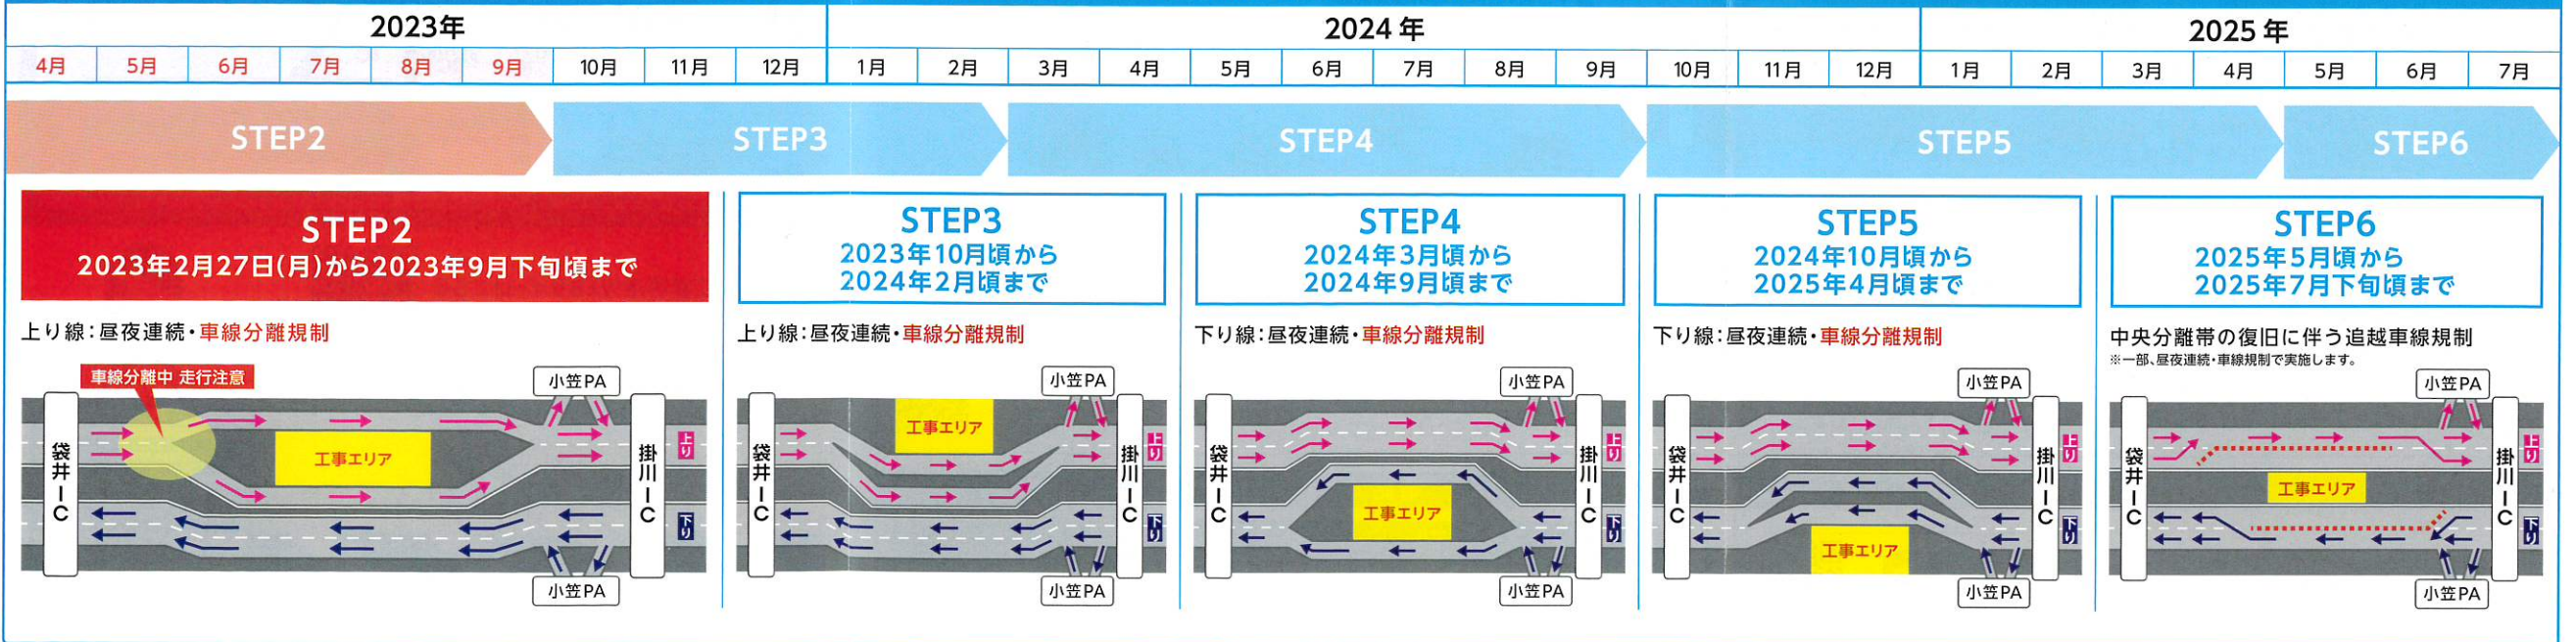 2023年
2024年
2025年
4月 5月 6月 7月 8月 9月 10月 11月 12月 1月 2月 3月 4月 5月 6月 7月 8月 9月 10月 11月 12月 1月 2月 3月 4月 5月 6月 7月
STEP2
STEP3
STEP4
STEP5
STEP6
STEP2
2023年2月27日(月)から2023年9月下旬頃まで
上り線:昼夜連続・車線分離規制
車線分離中 走行注意
小笠PA
袋井IC
工事エリア
掛川IC
上り
下り
小笠PA
STEP3
2023年10月頃から
2024年2月頃まで
上り線:昼夜連続・車線分離規制
小笠PA
工事エリア
袋井IC
掛川IC
上り
下り
小笠PA
STEP4
2024年3月頃から
2024年9月頃まで
下り線:昼夜連続・車線分離規制
小笠PA
袋井IC
工事エリア
掛川IC
上り
下り
小笠PA
STEP5
2024年10月頃から
2025年4月頃まで
下り線:昼夜連続・車線分離規制
小笠PA
袋井IC
工事エリア
掛川IC
上り
下り
小笠PA
STEP6
2025年5月頃から
2025年7月下旬頃まで
中央分離帯の復旧に伴う追越車線規制
※一部、昼夜連続・車線規制で実施します。
小笠PA
袋井IC
工事エリア
掛川IC
上り
下り
小笠PA